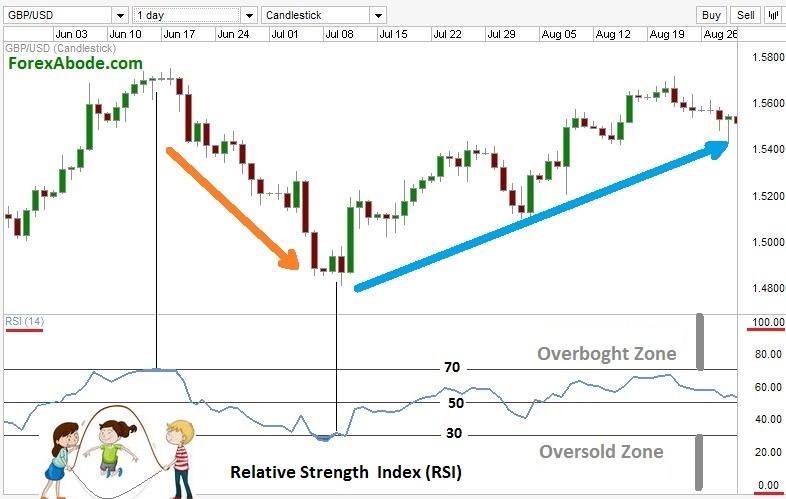 GBP/USD 1 day Candlestick Buy Sell
Jun 03 Jun 10 Jun 17 Jun 24 Jul 01 Jul 08 Jul 15 Jul 22 Jul 29 Aug 05 Aug 12 Aug 19 Aug 26
GBP/USD (Candlestick)
ForexAbode.com
1.5800
1.5600
1.5400
1.5200
1.5000
1.4800
RSI (14)
100.00
Overboght Zone
80.00
70
60.00
50
40.00
30
Oversold Zone
20.00
Relative Strength Index (RSI)
0.00